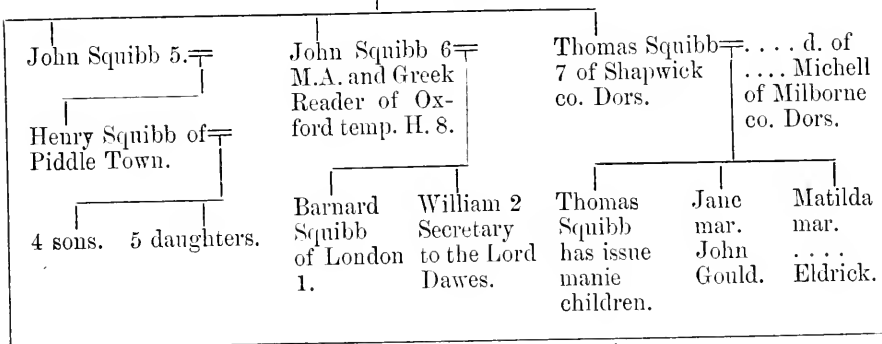 John Squibb 5.
John Squibb 6
M.A. and Greek
Reader of Ox-
ford temp. H. 8.
Thomas Squibb
7 of Shapwick
co. Dors.
. . . . d. of
. . . . Michell
of Milborne
co. Dors.
Henry Squibb of
Piddle Town.
4 sons.
5 daughters.
Barnard
Squibb
of London
1.
William 2
Secretary
to the Lord
Dawes.
Thomas
Squibb
has issue
manie
children.
Jane
mar.
John
Gould.
Matilda
mar.
. . . .
Eldrick.